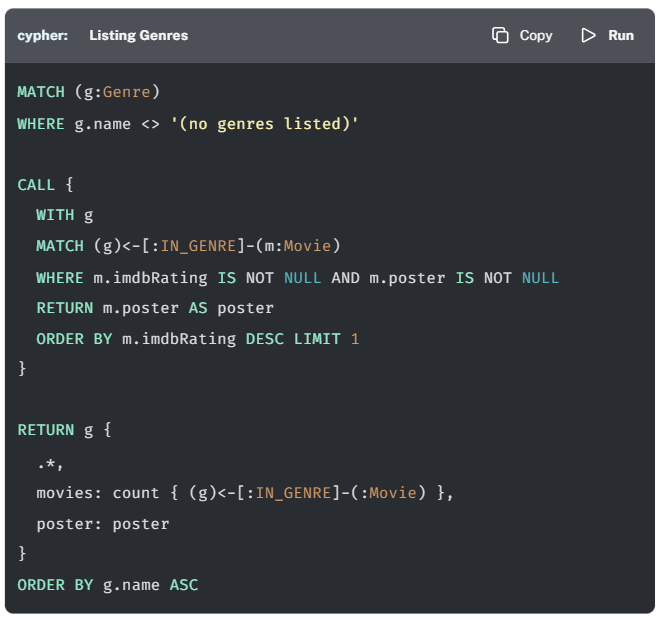 cypher: Listing Genres Copy Run
MATCH (g:Genre)
WHERE g.name <> '(no genres listed)'
CALL {
WITH g
MATCH (g)<-[:IN_GENRE]-(m:Movie)
WHERE m.imdbRating IS NOT NULL AND m.poster IS NOT NULL
RETURN m.poster AS poster
ORDER BY m.imdbRating DESC LIMIT 1
}
RETURN g {
.*,
movies: count { (g)<-[:IN_GENRE]-(:Movie) },
poster: poster
}
ORDER BY g.name ASC